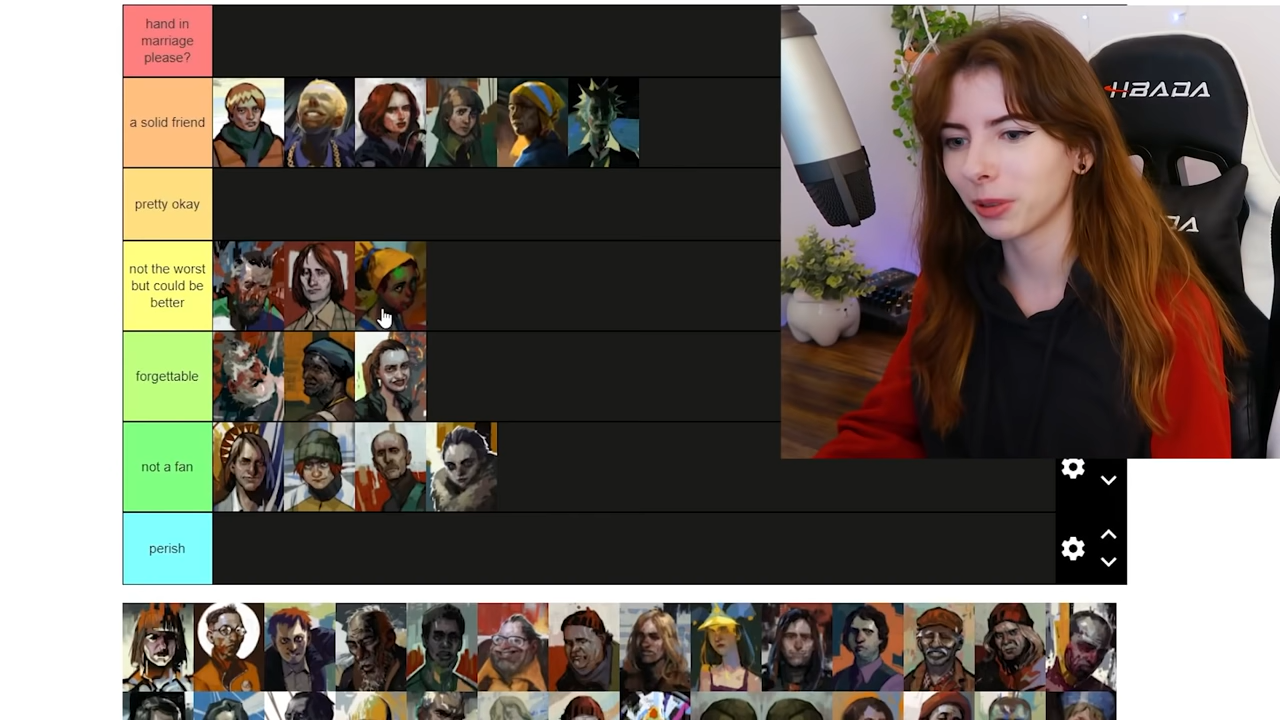 hand in
marriage
please?
HBADA
a solid friend
pretty okay
not the worst
but could be
better
forgettable
not a fan
perish